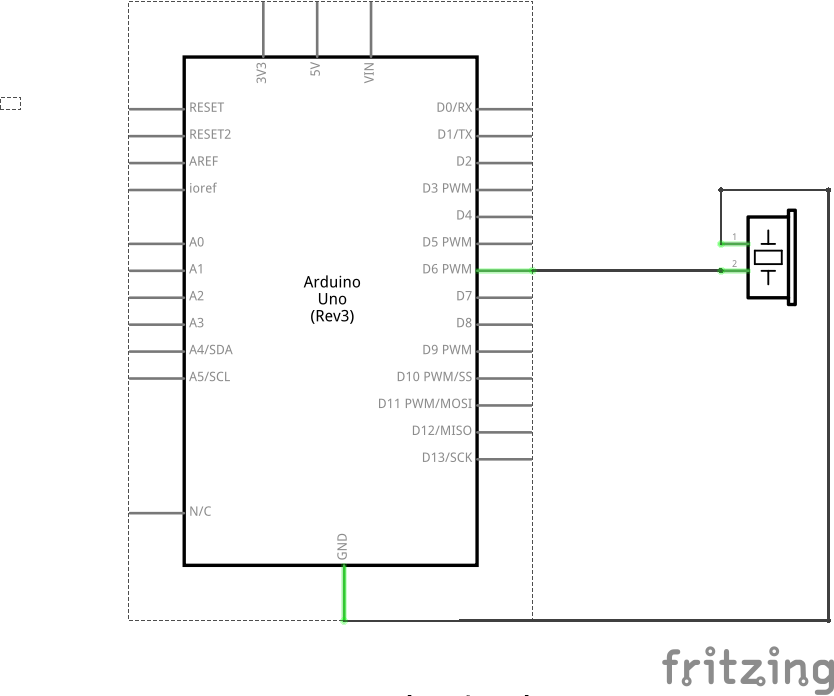 3V3
5V
VIN
RESET
RESET2
AREF
ioref
A0
A1
A2
A3
A4/SDA
A5/SCL
N/C
Arduino
Uno
(Rev3)
D0/RX
D1/TX
D2
D3 PWM
D4
D5 PWM
D6 PWM
D7
D8
D9 PWM
D10 PWM/SS
D11 PWM/MOSI
D12/MISO
D13/SCK
GND
1
2
fritzing